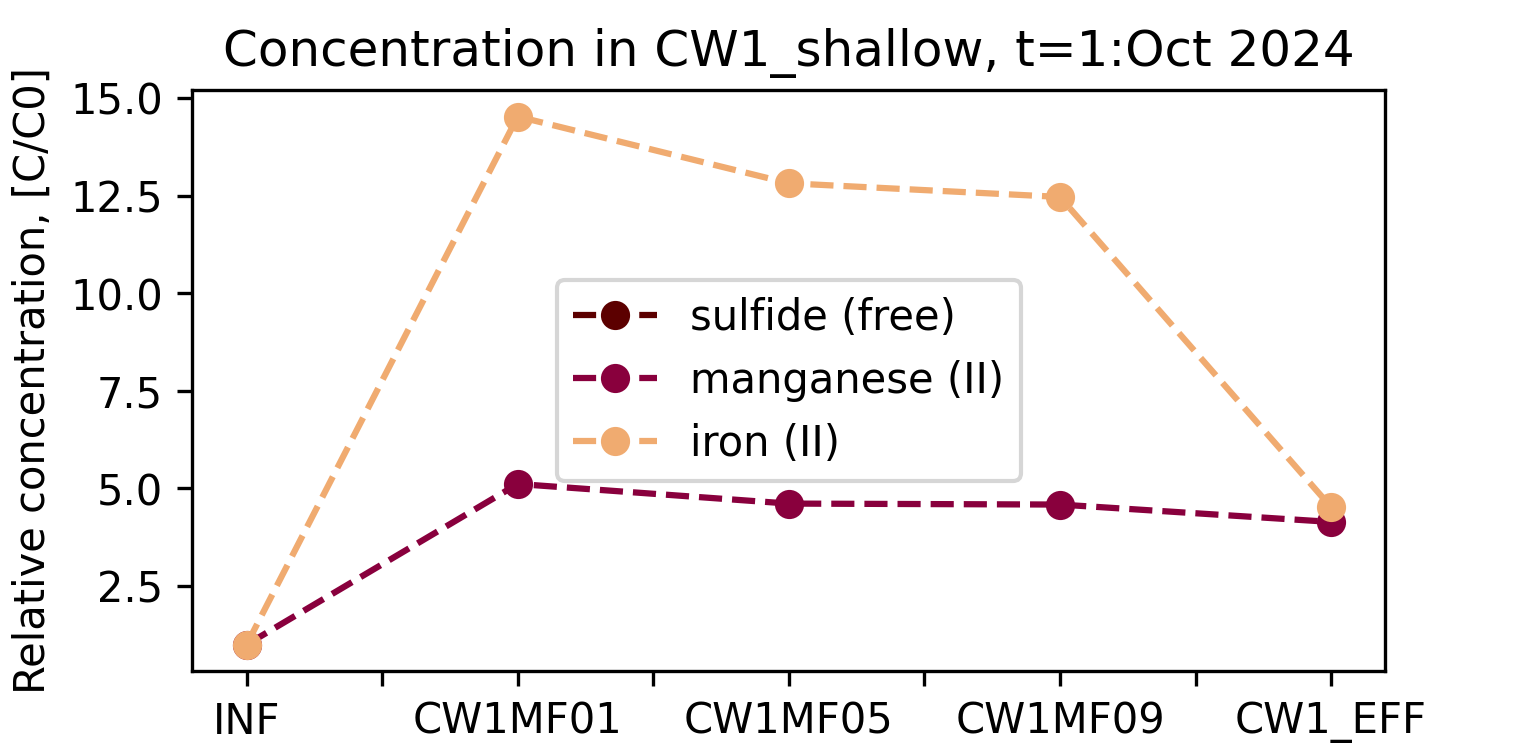 Concentration in CW1_shallow, t=1:Oct 2024
Relative concentration, [C/C0]
15.0
12.5
10.0
7.5
5.0
2.5
sulfide (free)
manganese (II)
iron (II)
INF CW1MF01 CW1MF05 CW1MF09 CW1_EFF